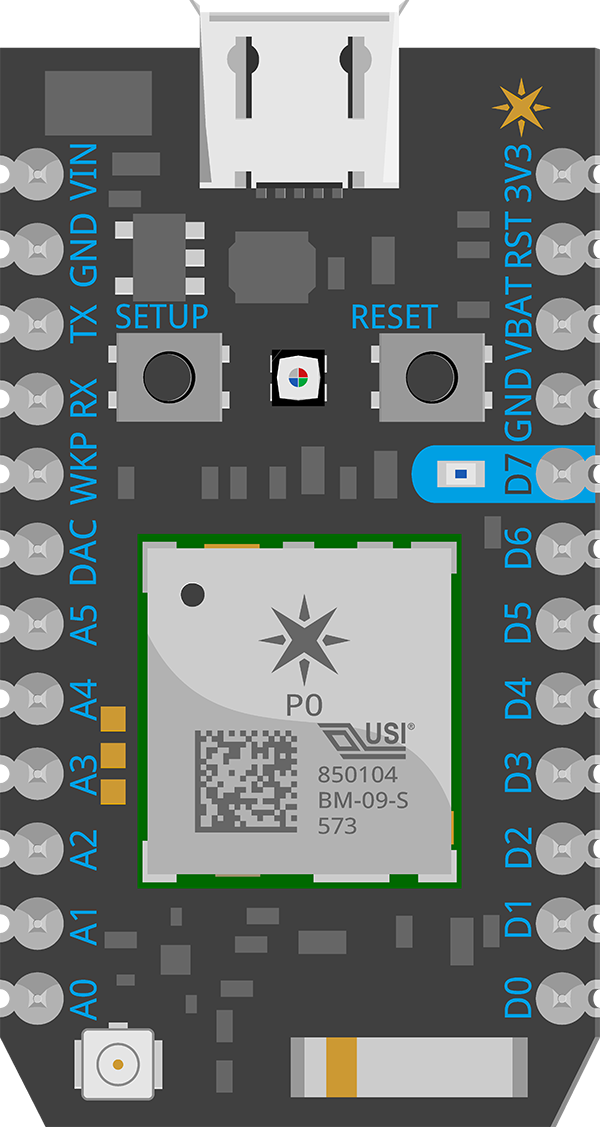 VIN
GND
TX
RX
WKP
DAC
A5
A4
A3
A2
A1
A0
SETUP
RESET
3V3
RST
VBAT
GND
D7
D6
D5
D4
D3
D2
D1
D0
P0
USI®
850104
BM-09-S
573